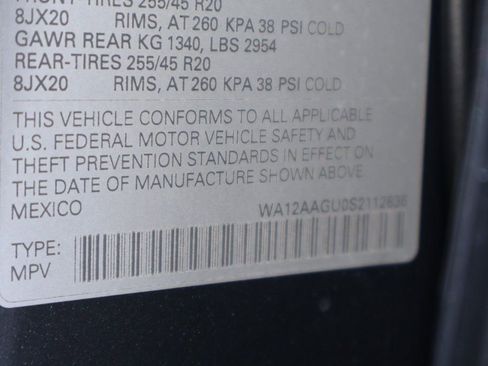 FRONT-TIRES 255/45 R20
8JX20 RIMS, AT 260 KPA 38 PSI COLD
GAWR REAR KG 1340, LBS 2954
REAR-TIRES 255/45 R20
8JX20 RIMS, AT 260 KPA 38 PSI COLD
THIS VEHICLE CONFORMS TO ALL APPLICABLE
U.S. FEDERAL MOTOR VEHICLE SAFETY AND
THEFT PREVENTION STANDARDS IN EFFECT ON
THE DATE OF MANUFACTURE SHOWN ABOVE.
MEXICO WA12AAGU0S2112636
TYPE:
MPV